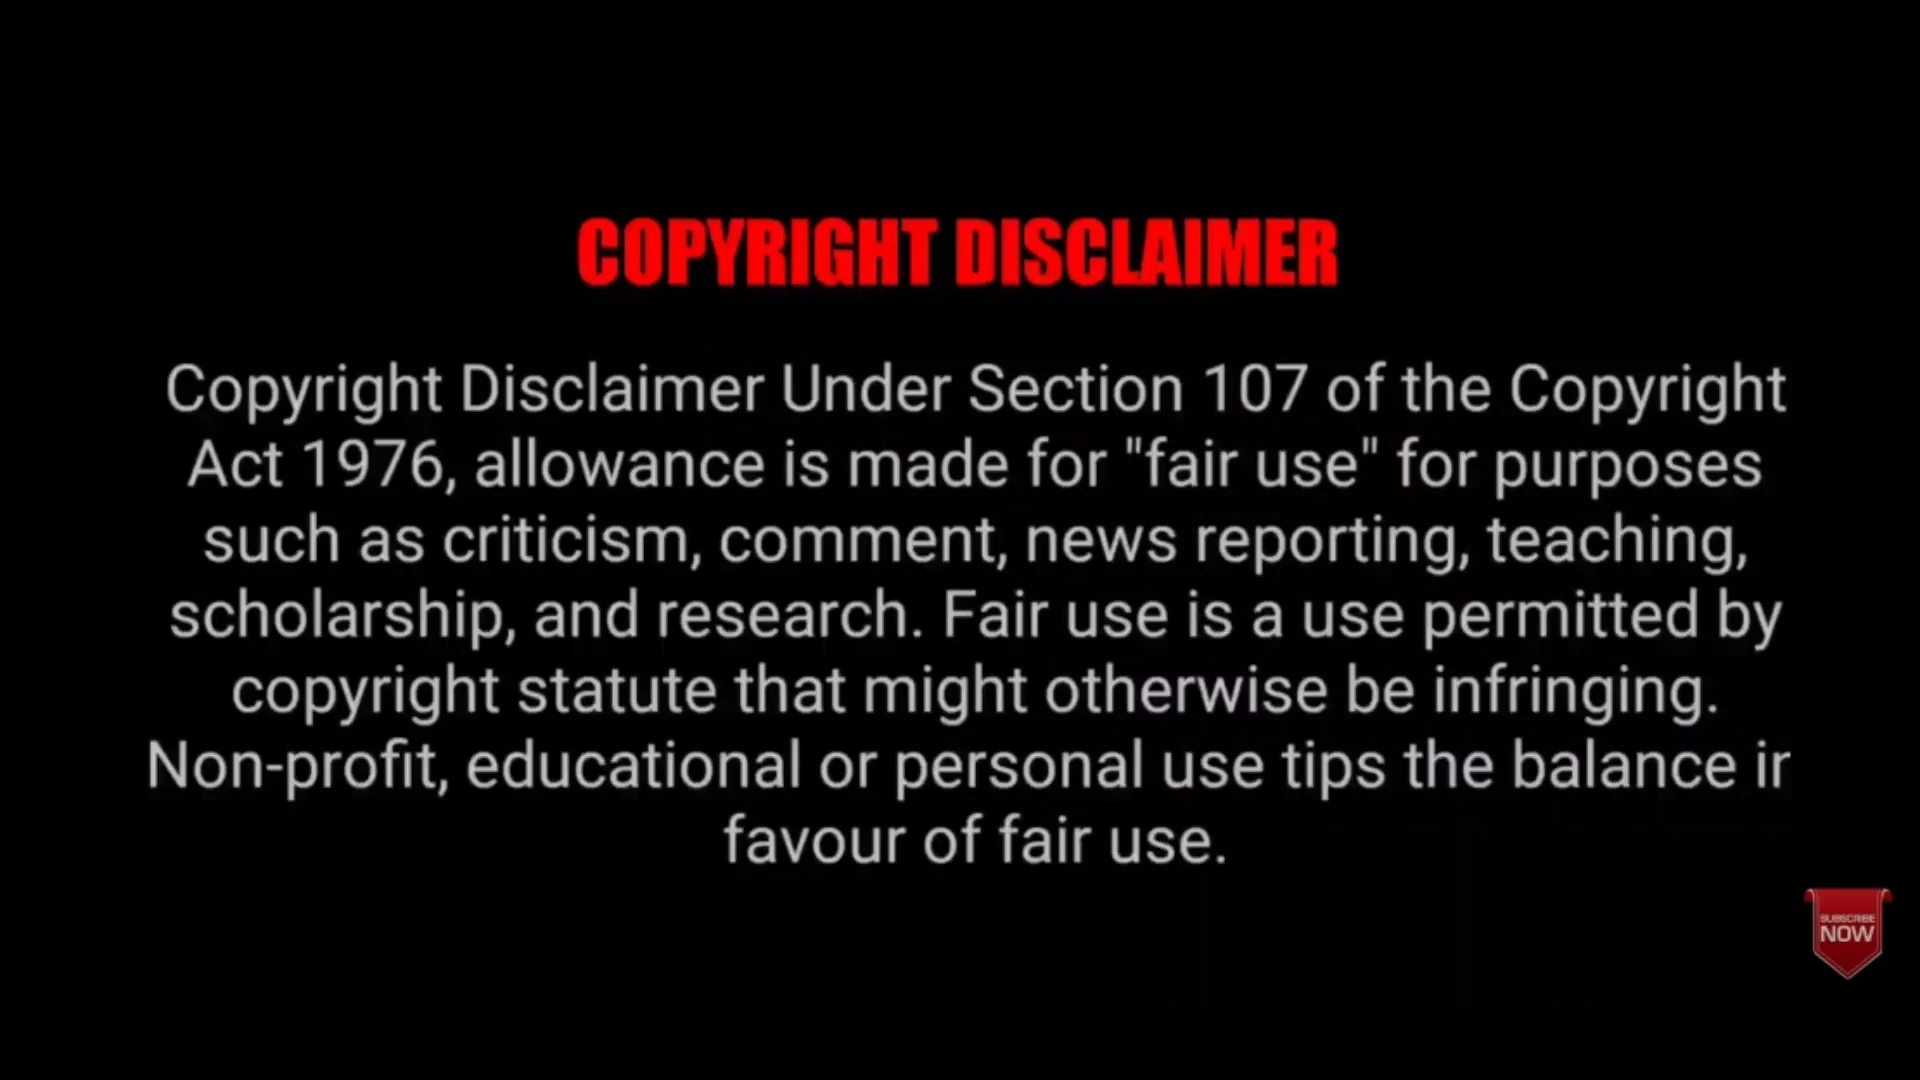 COPYRIGHT DISCLAIMER
Copyright Disclaimer Under Section 107 of the Copyright
Act 1976, allowance is made for "fair use" for purposes
such as criticism, comment, news reporting, teaching,
scholarship, and research. Fair use is a use permitted by
copyright statute that might otherwise be infringing.
Non-profit, educational or personal use tips the balance ir
favour of fair use.
SUBSCRIBE
NOW